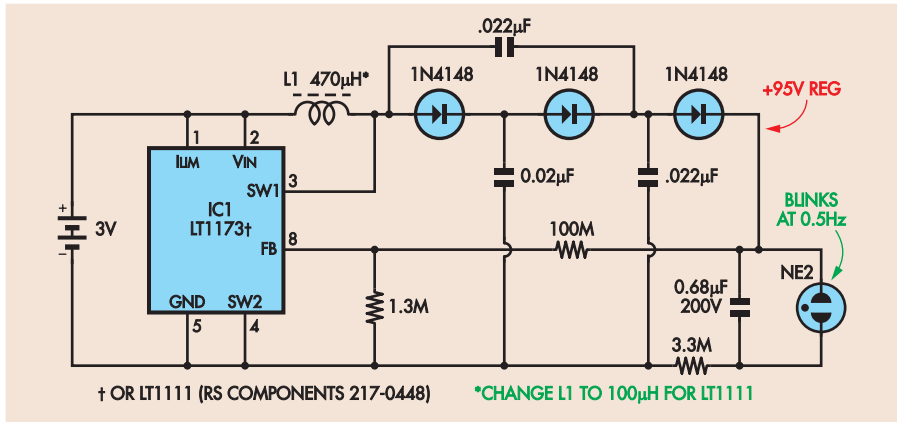 .022µF
L1 470µH*
1N4148
1N4148
1N4148
+95V REG
1
2
ILIM
VIN
SW1
3
0.02µF
.022µF
+
3V
–
IC1
LT1173†
FB
8
100M
BLINKS
AT 0.5Hz
NE2
0.68µF
200V
1.3M
GND
SW2
5
4
3.3M
† OR LT1111 (RS COMPONENTS 217-0448)
*CHANGE L1 TO 100µH FOR LT1111